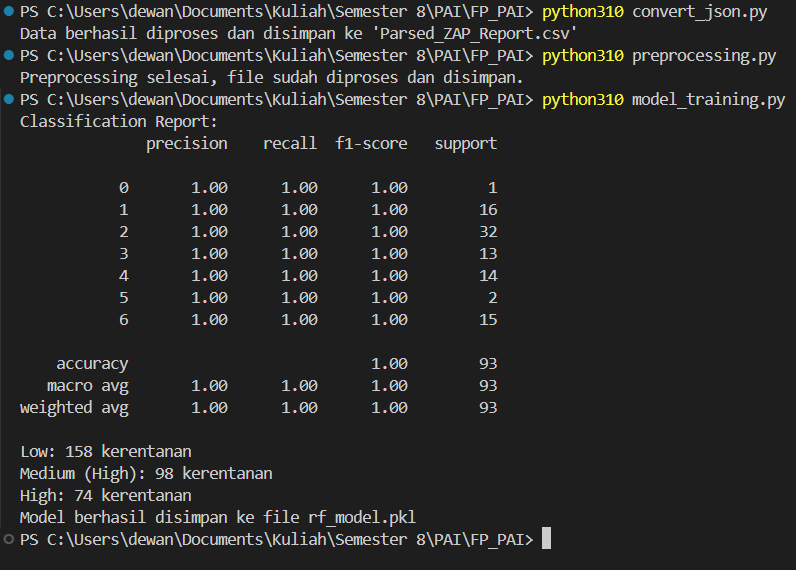 PS C:\Users\dewan\Documents\Kuliah\Semester 8\PAI\FP_PAI> python310 convert_json.py
Data berhasil diproses dan disimpan ke 'Parsed_ZAP_Report.csv'
PS C:\Users\dewan\Documents\Kuliah\Semester 8\PAI\FP_PAI> python310 preprocessing.py
Preprocessing selesai, file sudah diproses dan disimpan.
PS C:\Users\dewan\Documents\Kuliah\Semester 8\PAI\FP_PAI> python310 model_training.py
Classification Report:
precision recall f1-score support
0 1.00 1.00 1.00 1
1 1.00 1.00 1.00 16
2 1.00 1.00 1.00 32
3 1.00 1.00 1.00 13
4 1.00 1.00 1.00 14
5 1.00 1.00 1.00 2
6 1.00 1.00 1.00 15
accuracy 1.00 93
macro avg 1.00 1.00 1.00 93
weighted avg 1.00 1.00 1.00 93
Low: 158 kerentanan
Medium (High): 98 kerentanan
High: 74 kerentanan
Model berhasil disimpan ke file rf_model.pkl
PS C:\Users\dewan\Documents\Kuliah\Semester 8\PAI\FP_PAI>